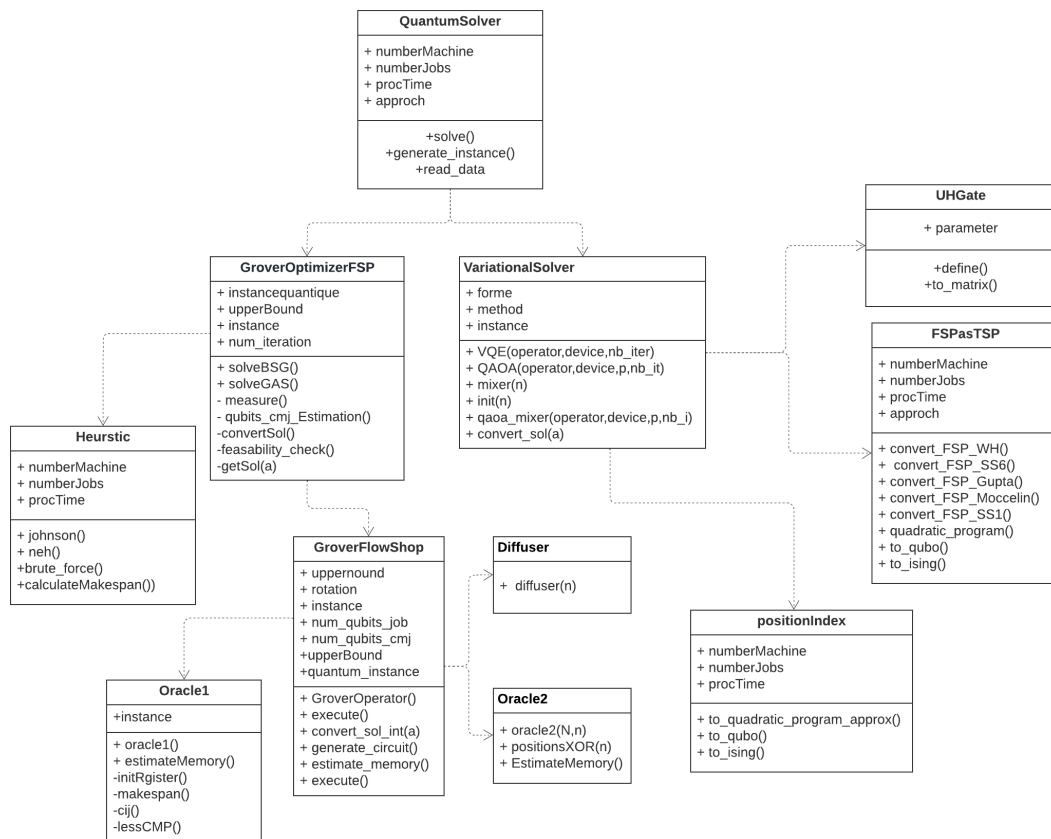 QuantumSolver
+ numberMachine
+ numberJobs
+ procTime
+ approch
+solve()
+generate_instance()
+read_data
UHGate
+ parameter
+define()
+to_matrix()
GroverOptimizerFSP
+ instancequantique
+ upperBound
+ instance
+ num_iteration
+ solveBSG()
+ solveGAS()
- measure()
- qubits_cmj_Estimation()
-convertSol()
-feasability_check()
-getSol(a)
VariationalSolver
+ forme
+ method
+ instance
+ VQE(operator,device,nb_iter)
+ QAOA(operator,device,p,nb_it)
+ mixer(n)
+ init(n)
+ qaoa_mixer(operator,device,p,nb_i)
+ convert_sol(a)
FSPasTSP
+ numberMachine
+ numberJobs
+ procTime
+ approch
+ convert_FSP_WH()
+ convert_FSP_SS6()
+ convert_FSP_Gupta()
+ convert_FSP_Moccelin()
+ convert_FSP_SS1()
+ quadratic_program()
+ to_qubo()
+ to_ising()
Heurstic
+ numberMachine
+ numberJobs
+ procTime
+ johnson()
+ neh()
+brute_force()
+calculateMakespan())
GroverFlowShop
+ uppernound
+ rotation
+ instance
+ num_qubits_job
+ num_qubits_cmj
+upperBound
+quantum_instance
+ GroverOperator()
+ execute()
+ convert_sol_int(a)
+ generate_circuit()
+ estimate_memory()
+ execute()
Diffuser
+ diffuser(n)
positionIndex
+ numberMachine
+ numberJobs
+ procTime
+ to_quadratic_program_approx()
+ to_qubo()
+ to_ising()
Oracle1
+instance
+ oracle1()
+ estimateMemory()
-initRgister()
-makespan()
-cij()
-lessCMP()
Oracle2
+ oracle2(N,n)
+ positionsXOR(n)
+ EstimateMemory()